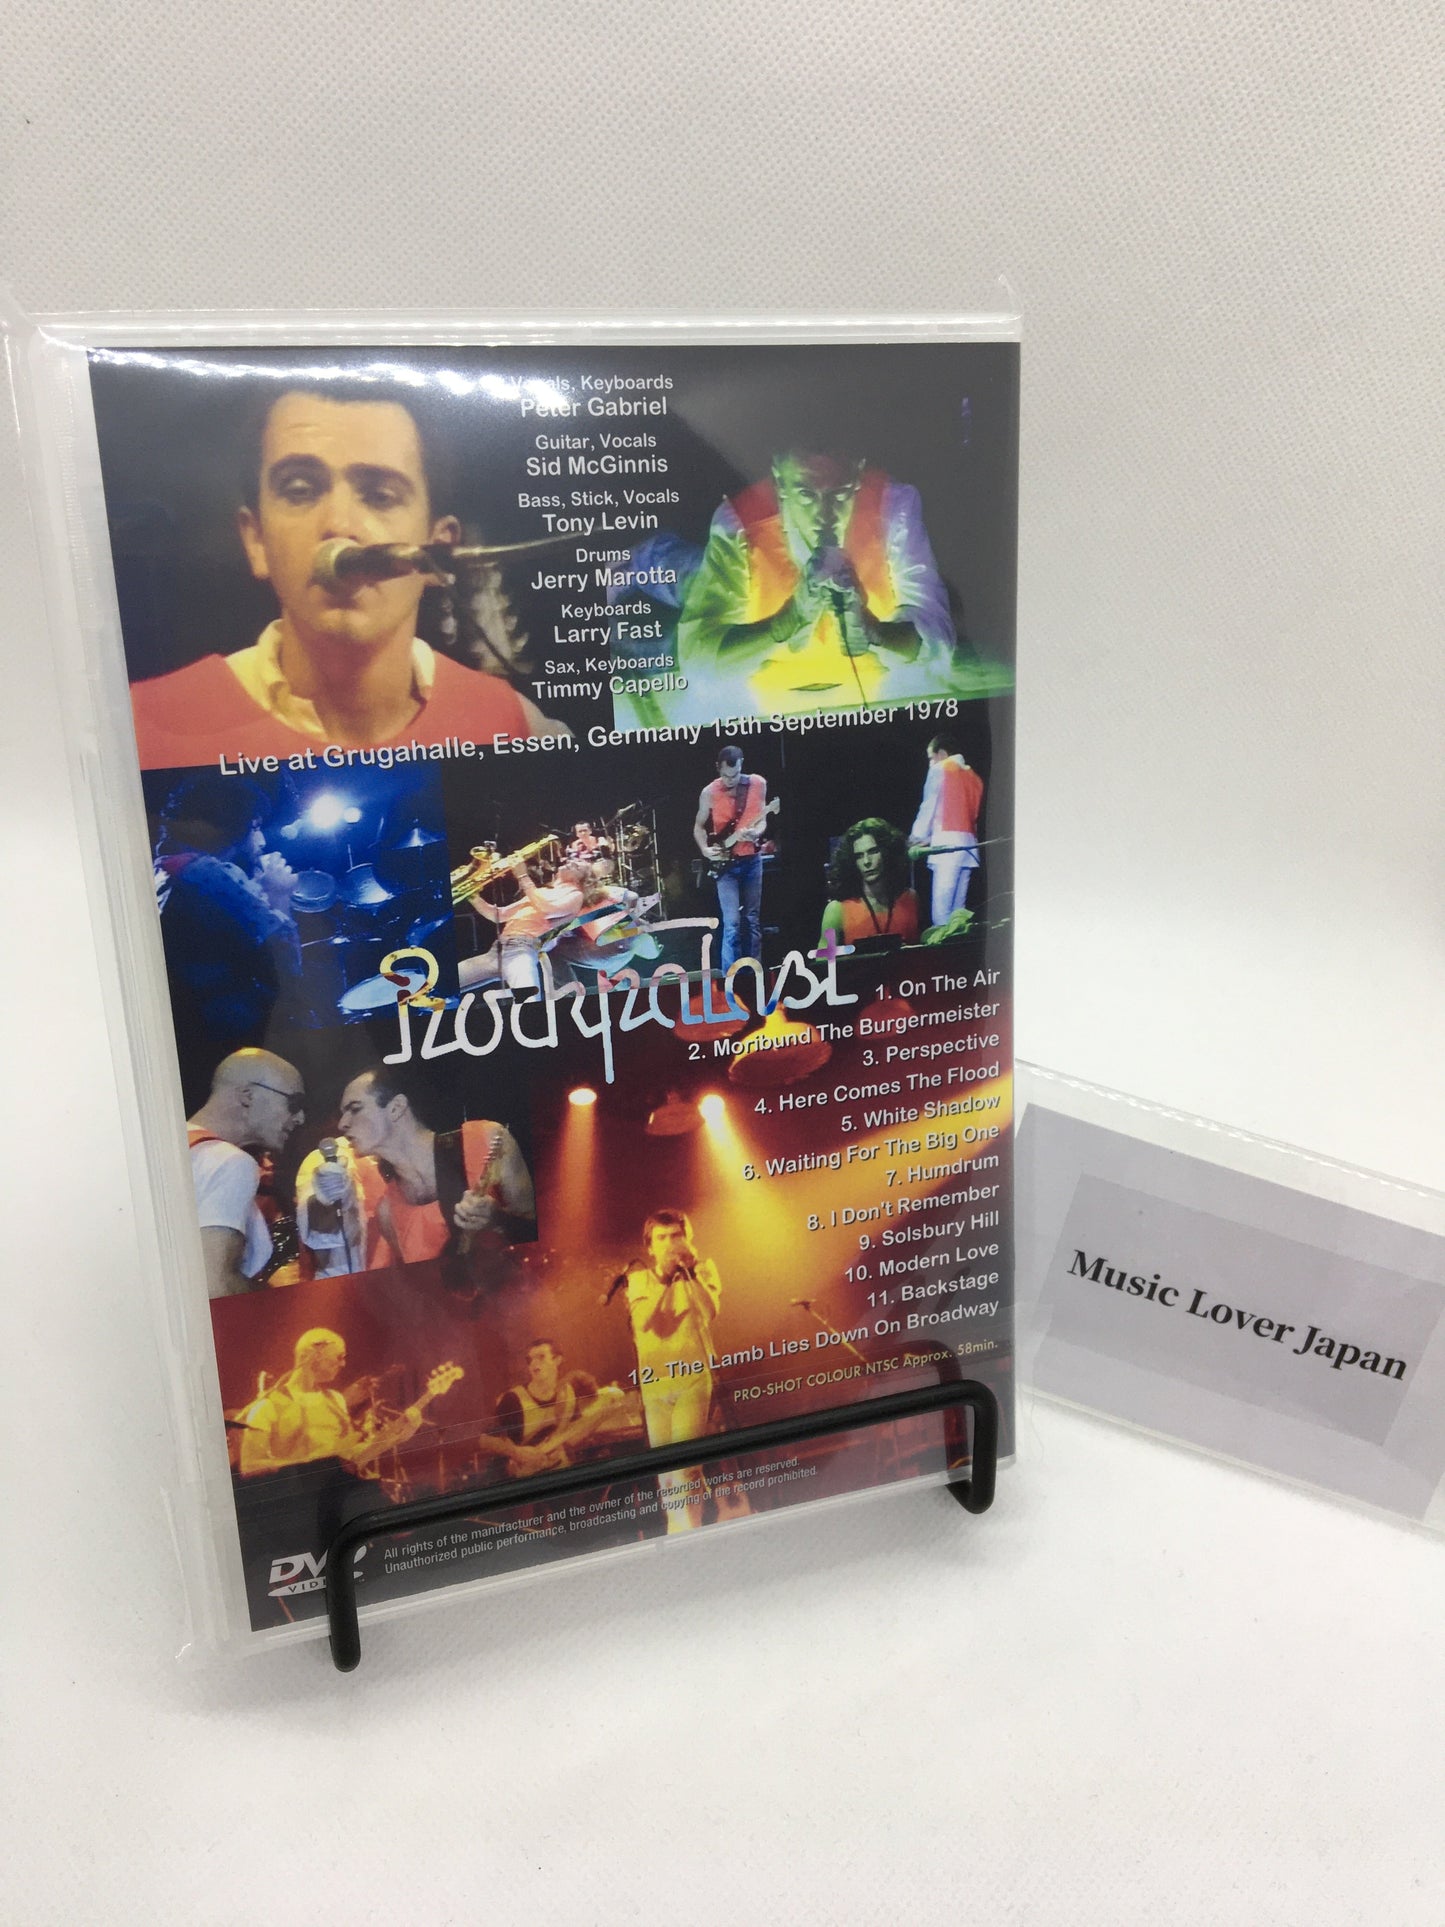 Vocals, Keyboards
Peter Gabriel
Guitar, Vocals
Sid McGinnis
Bass, Stick, Vocals
Tony Levin
Drums
Jerry Marotta
Keyboards
Larry Fast
Sax, Keyboards
Timmy Capello
Live at Grugahalle, Essen, Germany 15th September 1978
Rockpalast
1. On The Air
2. Moribund The Burgermeister
3. Perspective
4. Here Comes The Flood
5. White Shadow
6. Waiting For The Big One
7. Humdrum
8. I Don't Remember
9. Solsbury Hill
10. Modern Love
11. Backstage
12. The Lamb Lies Down On Broadway
PRO-SHOT COLOUR NTSC Approx. 58min.
All rights of the manufacturer and the owner of the recorded works are reserved.
Unauthorized public performance, broadcasting and copying of the record prohibited.
DVD
VIDEO
Music Lover Japan